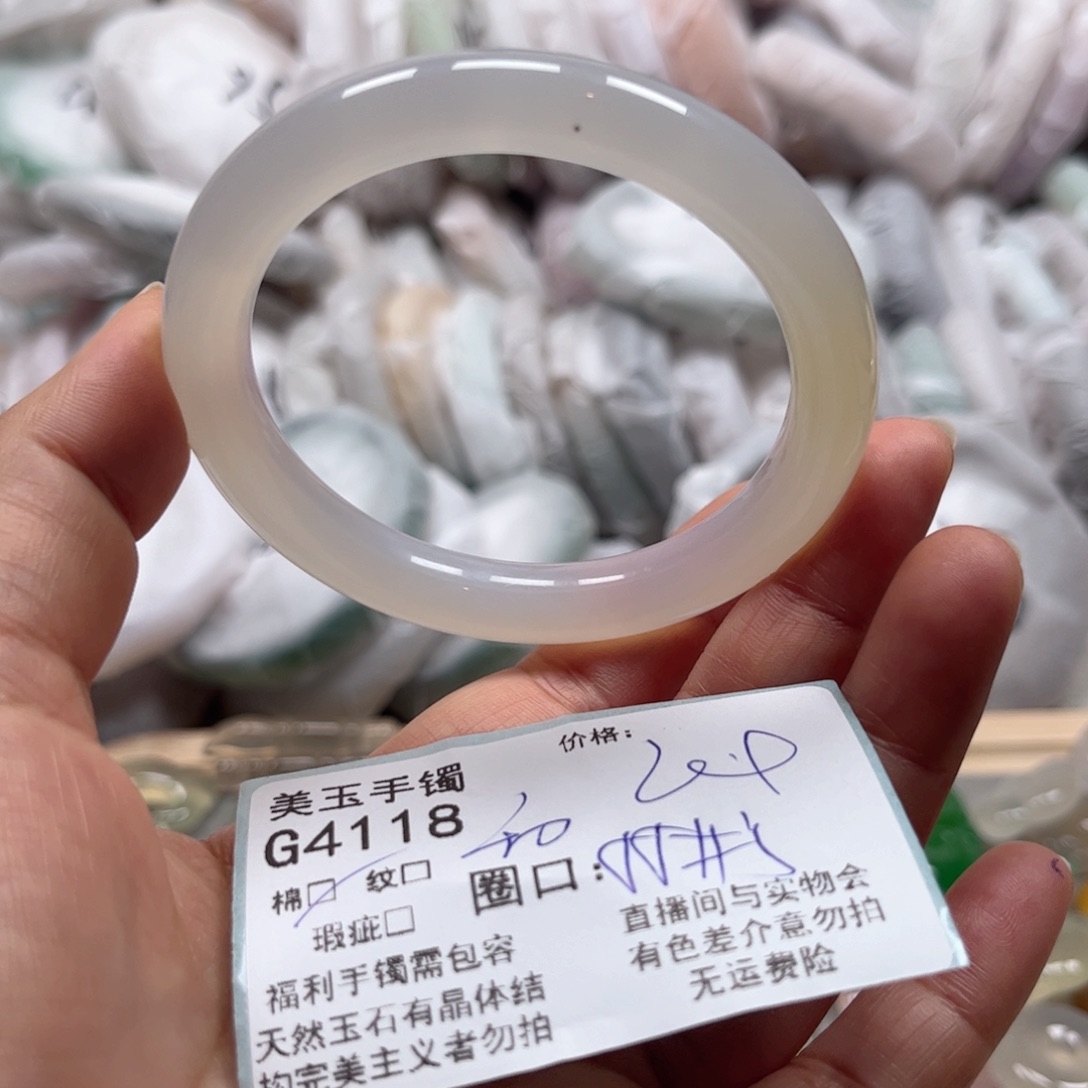 价格:
美玉手镯
G4118
棉☐ 纹☐ 圈口:
瑕疵☐
福利手镯需包容
天然玉石有晶体结
构完美主义者勿拍
直播间与实物会
有色差介意勿拍
无运费险